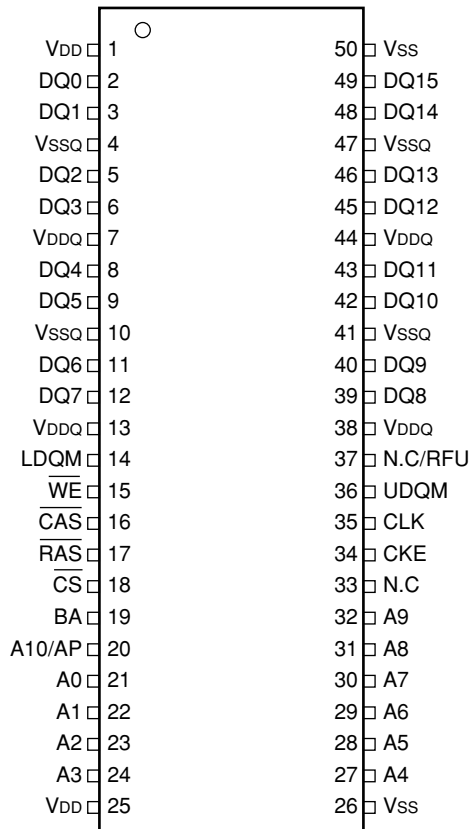 VDD 1 50 VSS
DQ0 2 49 DQ15
DQ1 3 48 DQ14
VSSQ 4 47 VSSQ
DQ2 5 46 DQ13
DQ3 6 45 DQ12
VDDQ 7 44 VDDQ
DQ4 8 43 DQ11
DQ5 9 42 DQ10
VSSQ 10 41 VSSQ
DQ6 11 40 DQ9
DQ7 12 39 DQ8
VDDQ 13 38 VDDQ
LDQM 14 37 N.C/RFU
W̅E̅ 15 36 UDQM
C̅A̅S̅ 16 35 CLK
R̅A̅S̅ 17 34 CKE
C̅S̅ 18 33 N.C
BA 19 32 A9
A10/AP 20 31 A8
A0 21 30 A7
A1 22 29 A6
A2 23 28 A5
A3 24 27 A4
VDD 25 26 VSS